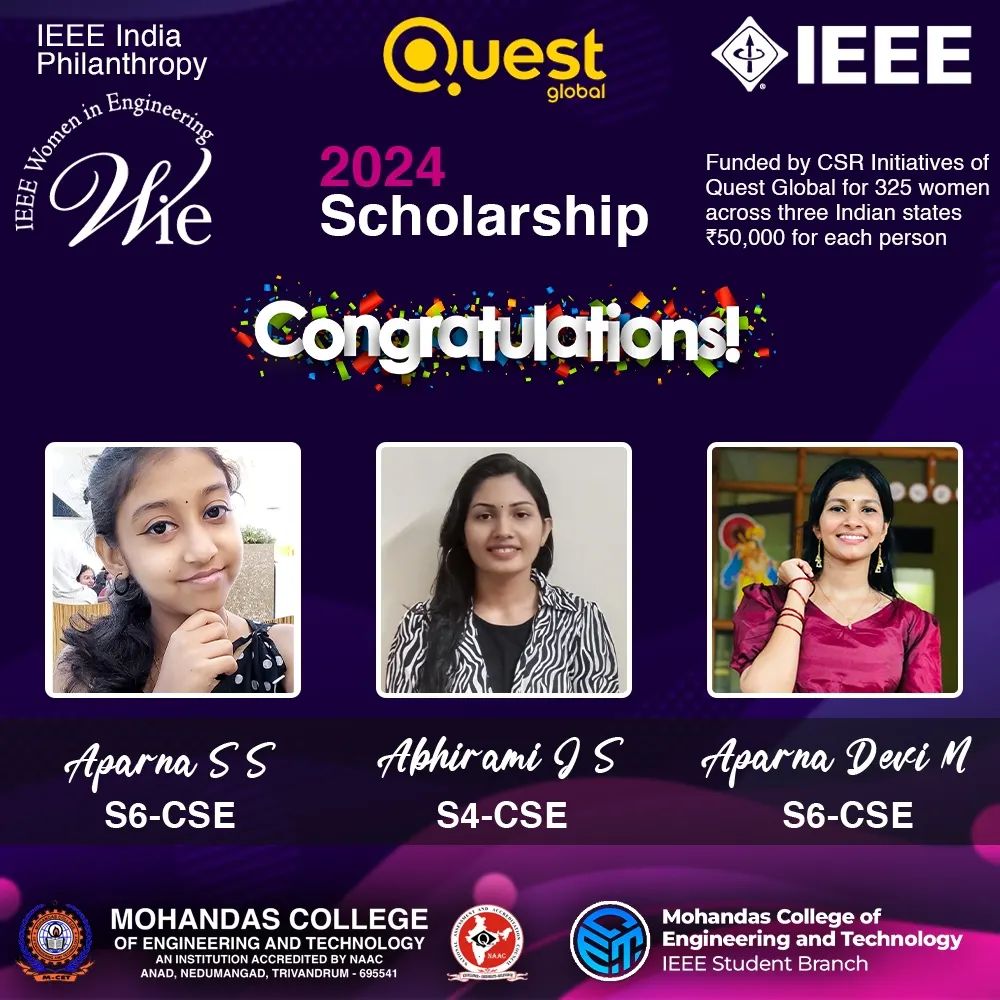 IEEE India
Philanthropy
IEEE Women in Engineering
Wie
Quest
global
IEEE
2024
Scholarship
Funded by CSR Initiatives of
Quest Global for 325 women
across three Indian states
₹50,000 for each person
Congratulations!
Aparna S S
S6-CSE
Abhirami J S
S4-CSE
Aparna Devi M
S6-CSE
M-CET
MOHANDAS COLLEGE
OF ENGINEERING AND TECHNOLOGY
AN INSTITUTION ACCREDITED BY NAAC
ANAD, NEDUMANGAD, TRIVANDRUM - 695541
NAAC
Mohandas College of
Engineering and Technology
IEEE Student Branch